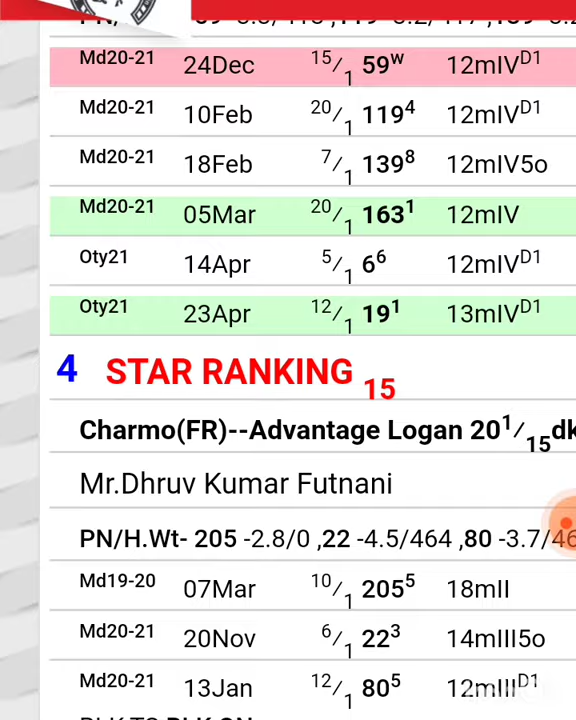 Md20-21 24Dec 15/1 59w 12mIVD1
Md20-21 10Feb 20/1 1194 12mIVD1
Md20-21 18Feb 7/1 1398 12mIV5o
Md20-21 05Mar 20/1 1631 12mIV
Oty21 14Apr 5/1 66 12mIVD1
Oty21 23Apr 12/1 191 13mIVD1
4 STAR RANKING 15
Charmo(FR)--Advantage Logan 201/15dk
Mr.Dhruv Kumar Futnani
PN/H.Wt- 205 -2.8/0 ,22 -4.5/464 ,80 -3.7/46
Md19-20 07Mar 10/1 2055 18mII
Md20-21 20Nov 6/1 223 14mIII5o
Md20-21 13Jan 12/1 805 12mIIID1